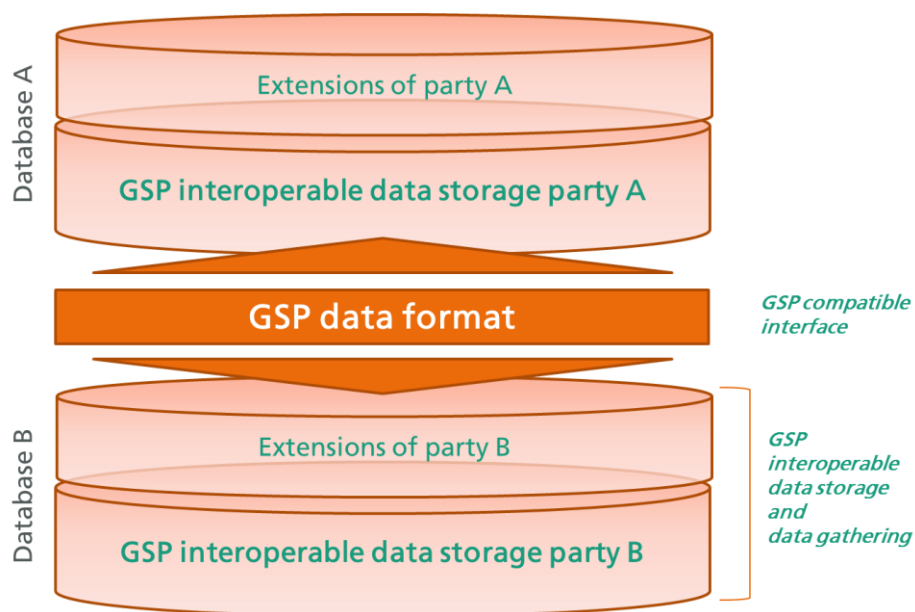 Database A
Extensions of party A
GSP interoperable data storage party A
GSP data format
GSP compatible
interface
Database B
Extensions of party B
GSP interoperable data storage party B
GSP
interoperable
data storage
and
data gathering